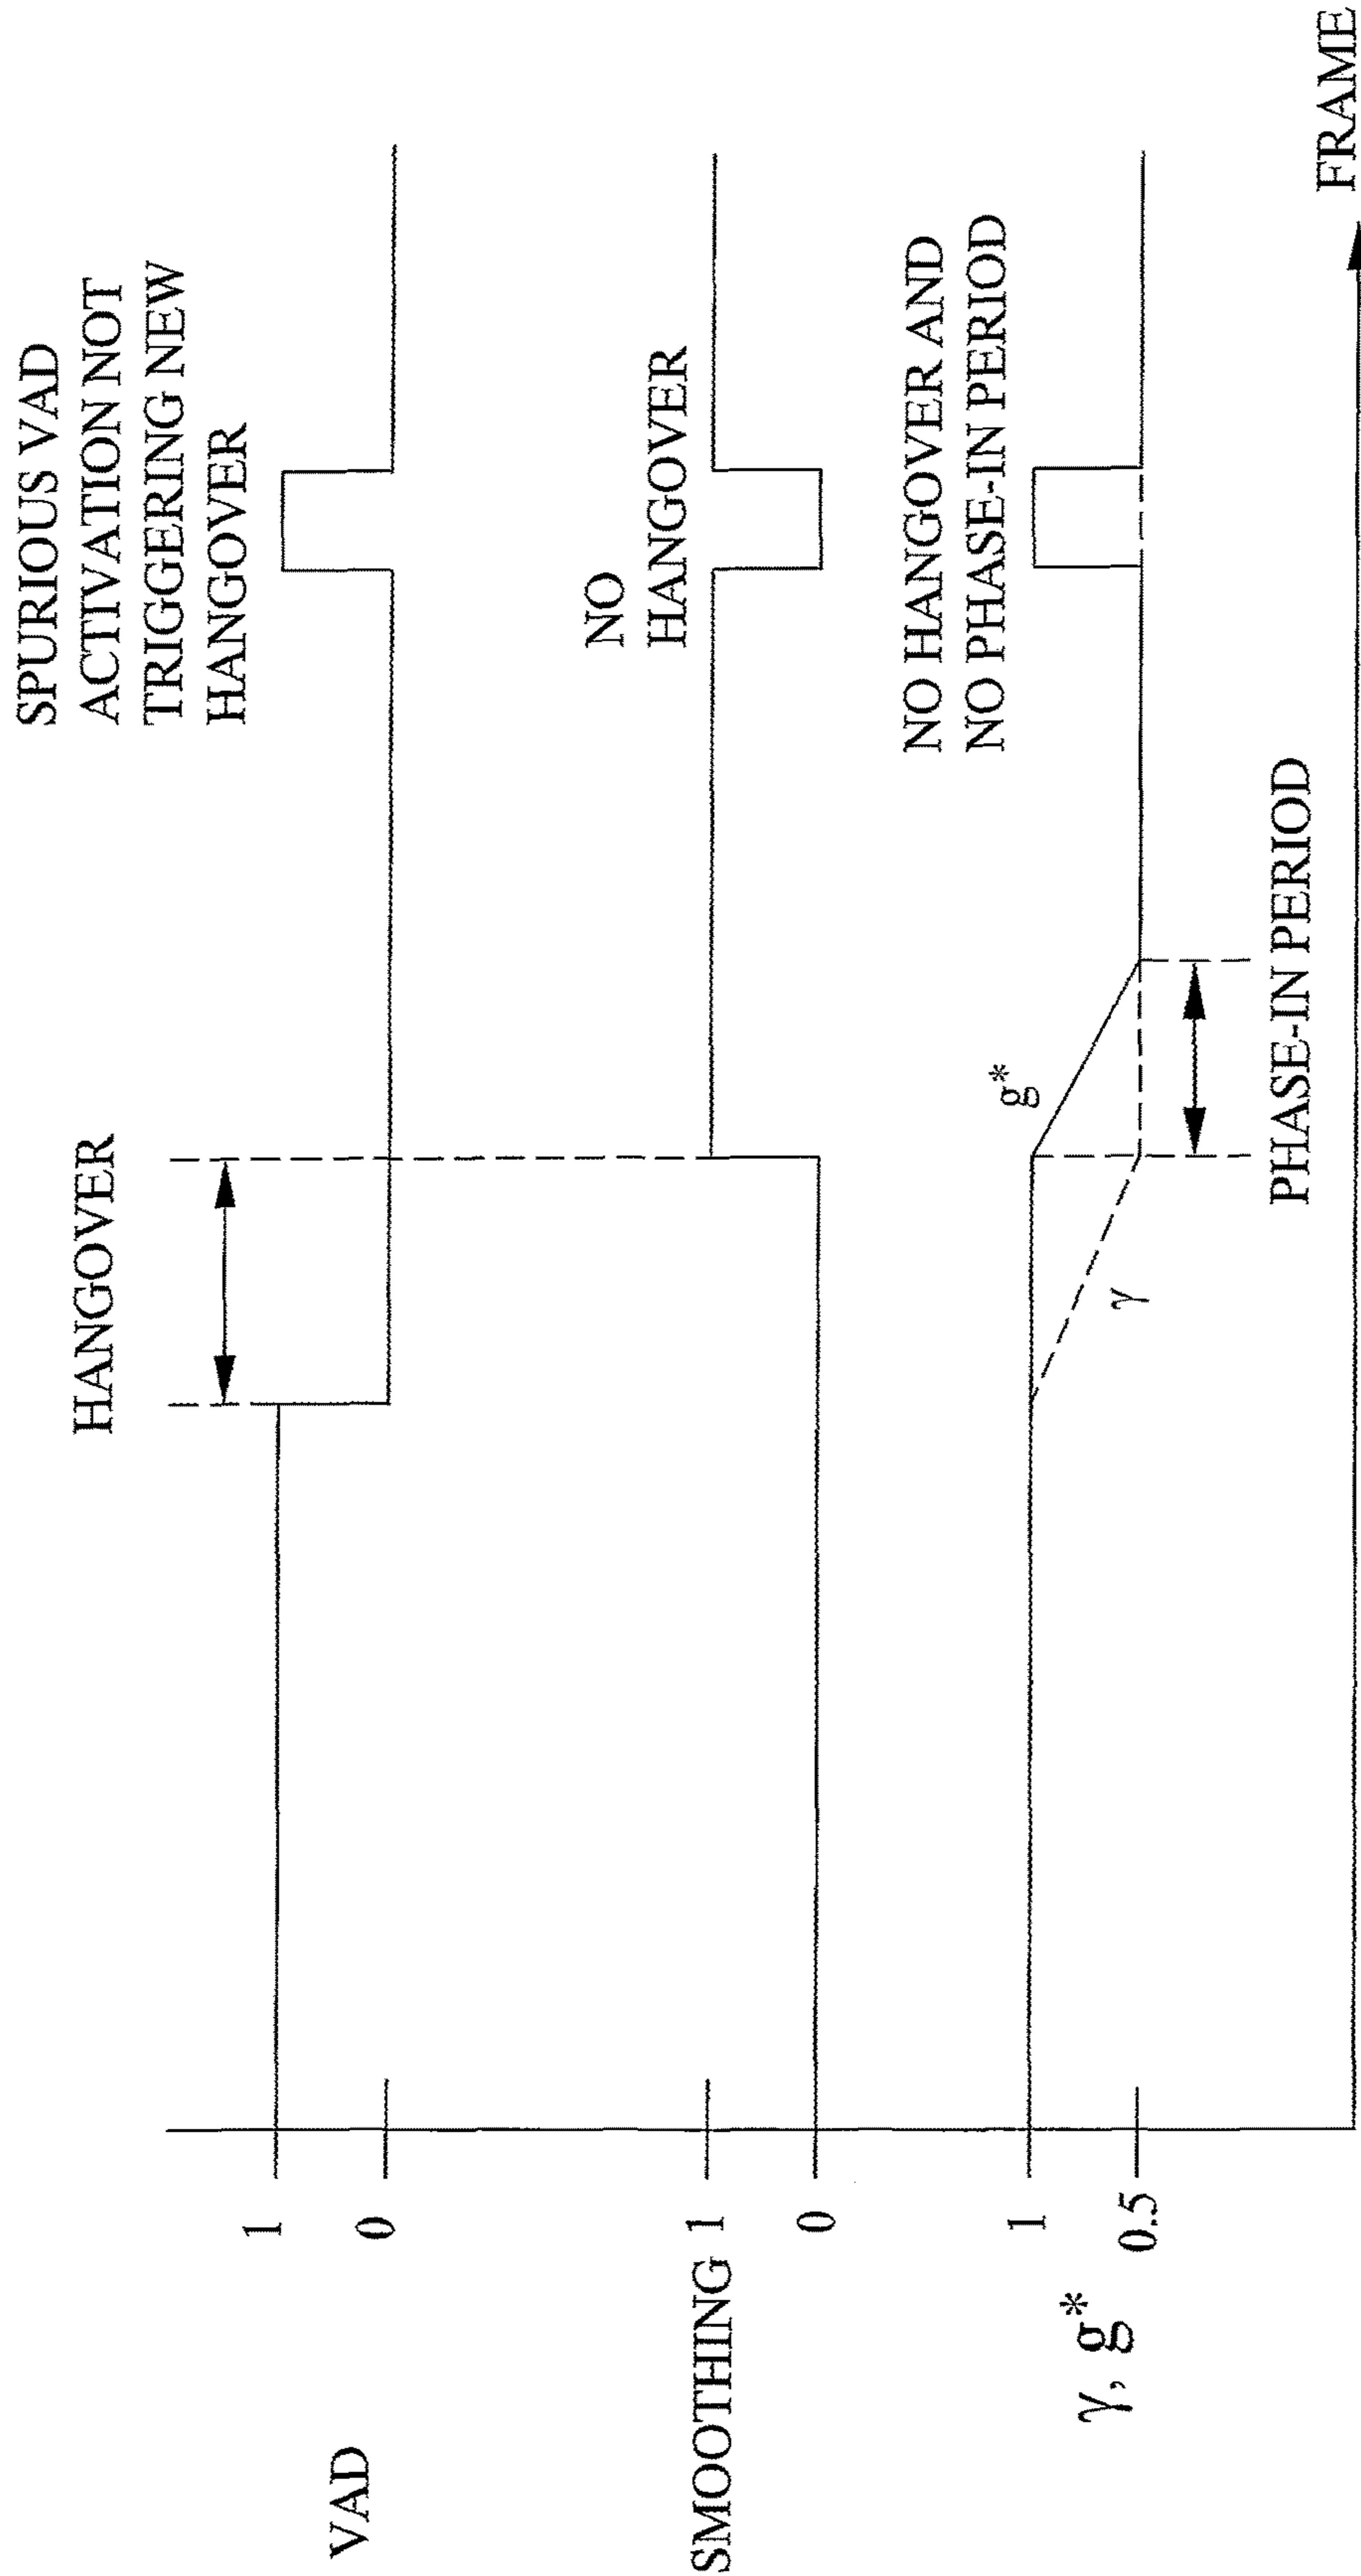 HANGOVER
SPURIOUS VAD
ACTIVATION NOT
TRIGGERING NEW
HANGOVER
VAD
1
0
NO
HANGOVER
SMOOTHING
1
0
NO HANGOVER AND
NO PHASE-IN PERIOD
γ, g*
1
0.5
g*
γ
PHASE-IN PERIOD
FRAME